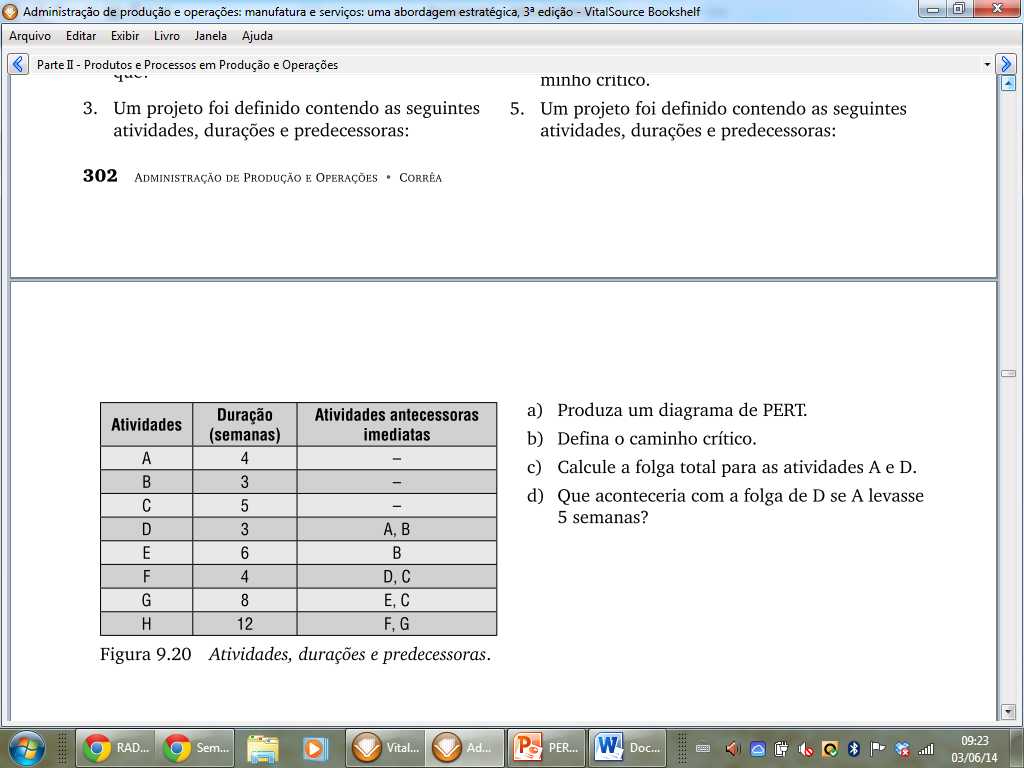 Administração de produção e operações: manufatura e serviços: uma abordagem estratégica, 3ª edição - VitalSource Bookshelf
Arquivo Editar Exibir Livro Janela Ajuda
Parte II - Produtos e Processos em Produção e Operações
que?
3. Um projeto foi definido contendo as seguintes
atividades, durações e predecessoras:
minho crítico.
5. Um projeto foi definido contendo as seguintes
atividades, durações e predecessoras:
302 Administração de Produção e Operações • Corrêa
Atividades Duração (semanas) Atividades antecessoras imediatas
A 4 –
B 3 –
C 5 –
D 3 A, B
E 6 B
F 4 D, C
G 8 E, C
H 12 F, G
Figura 9.20 Atividades, durações e predecessoras.
a) Produza um diagrama de PERT.
b) Defina o caminho crítico.
c) Calcule a folga total para as atividades A e D.
d) Que aconteceria com a folga de D se A levasse
5 semanas?
RAD... Sem... Vital... Ad... PER... Doc...
09:23
03/06/14